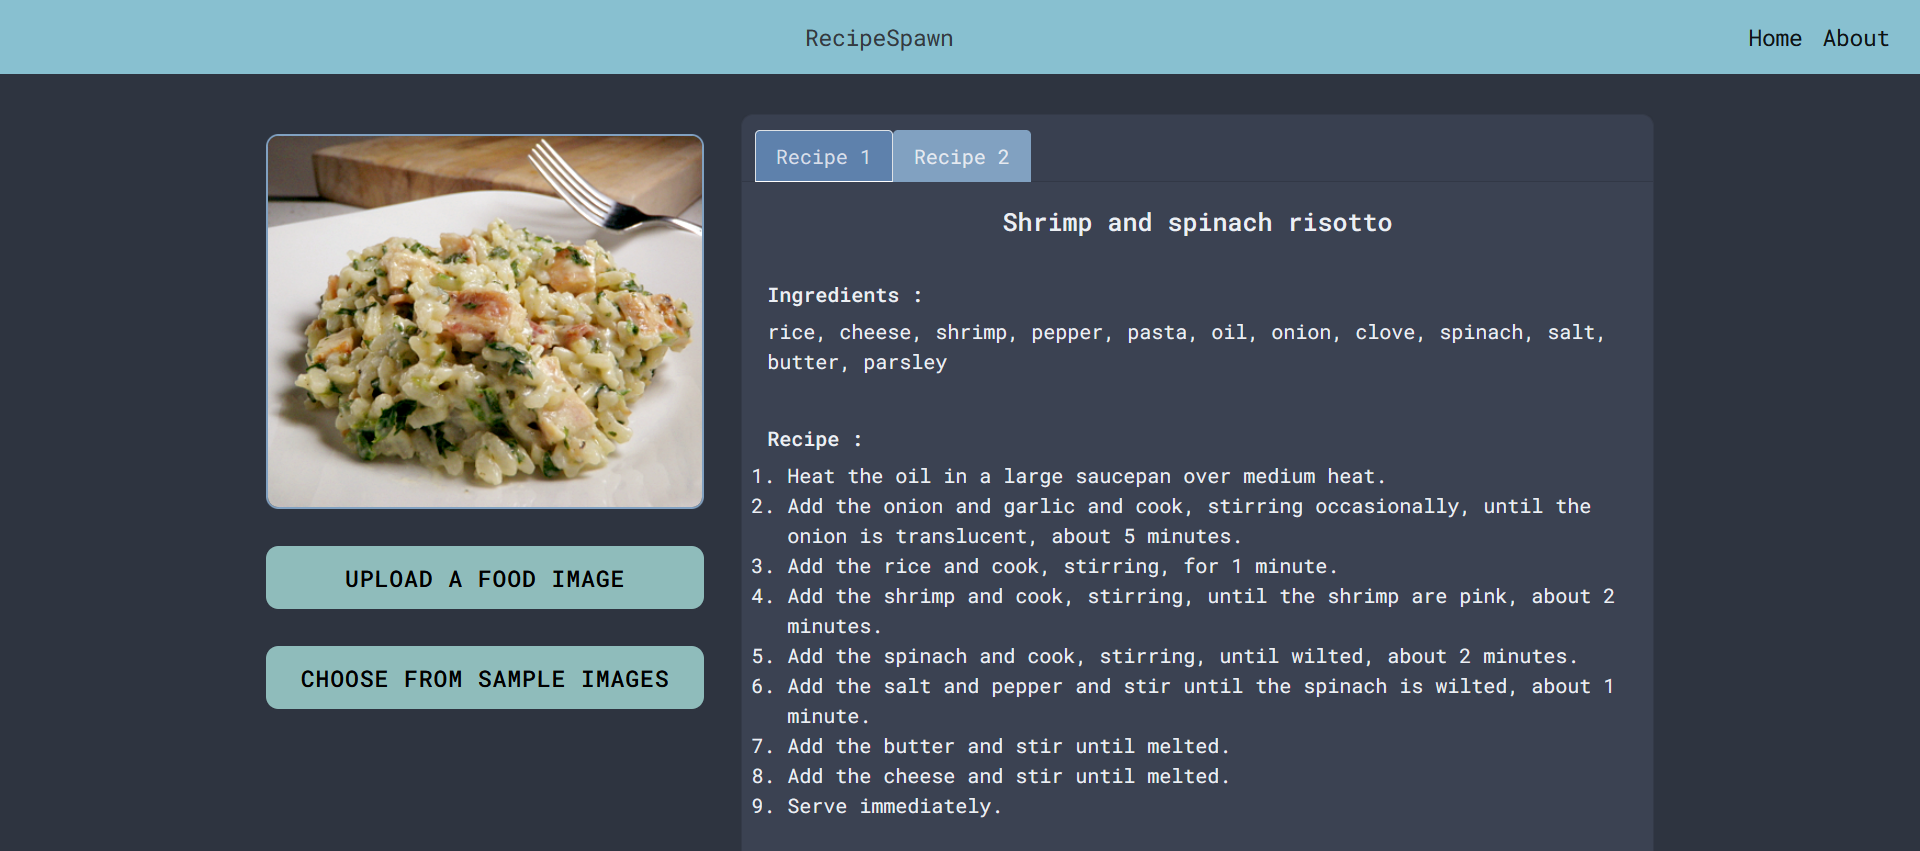 RecipeSpawn
Home About
UPLOAD A FOOD IMAGE
CHOOSE FROM SAMPLE IMAGES
Recipe 1 Recipe 2
Shrimp and spinach risotto
Ingredients :
rice, cheese, shrimp, pepper, pasta, oil, onion, clove, spinach, salt,
butter, parsley
Recipe :
1. Heat the oil in a large saucepan over medium heat.
2. Add the onion and garlic and cook, stirring occasionally, until the
onion is translucent, about 5 minutes.
3. Add the rice and cook, stirring, for 1 minute.
4. Add the shrimp and cook, stirring, until the shrimp are pink, about 2
minutes.
5. Add the spinach and cook, stirring, until wilted, about 2 minutes.
6. Add the salt and pepper and stir until the spinach is wilted, about 1
minute.
7. Add the butter and stir until melted.
8. Add the cheese and stir until melted.
9. Serve immediately.